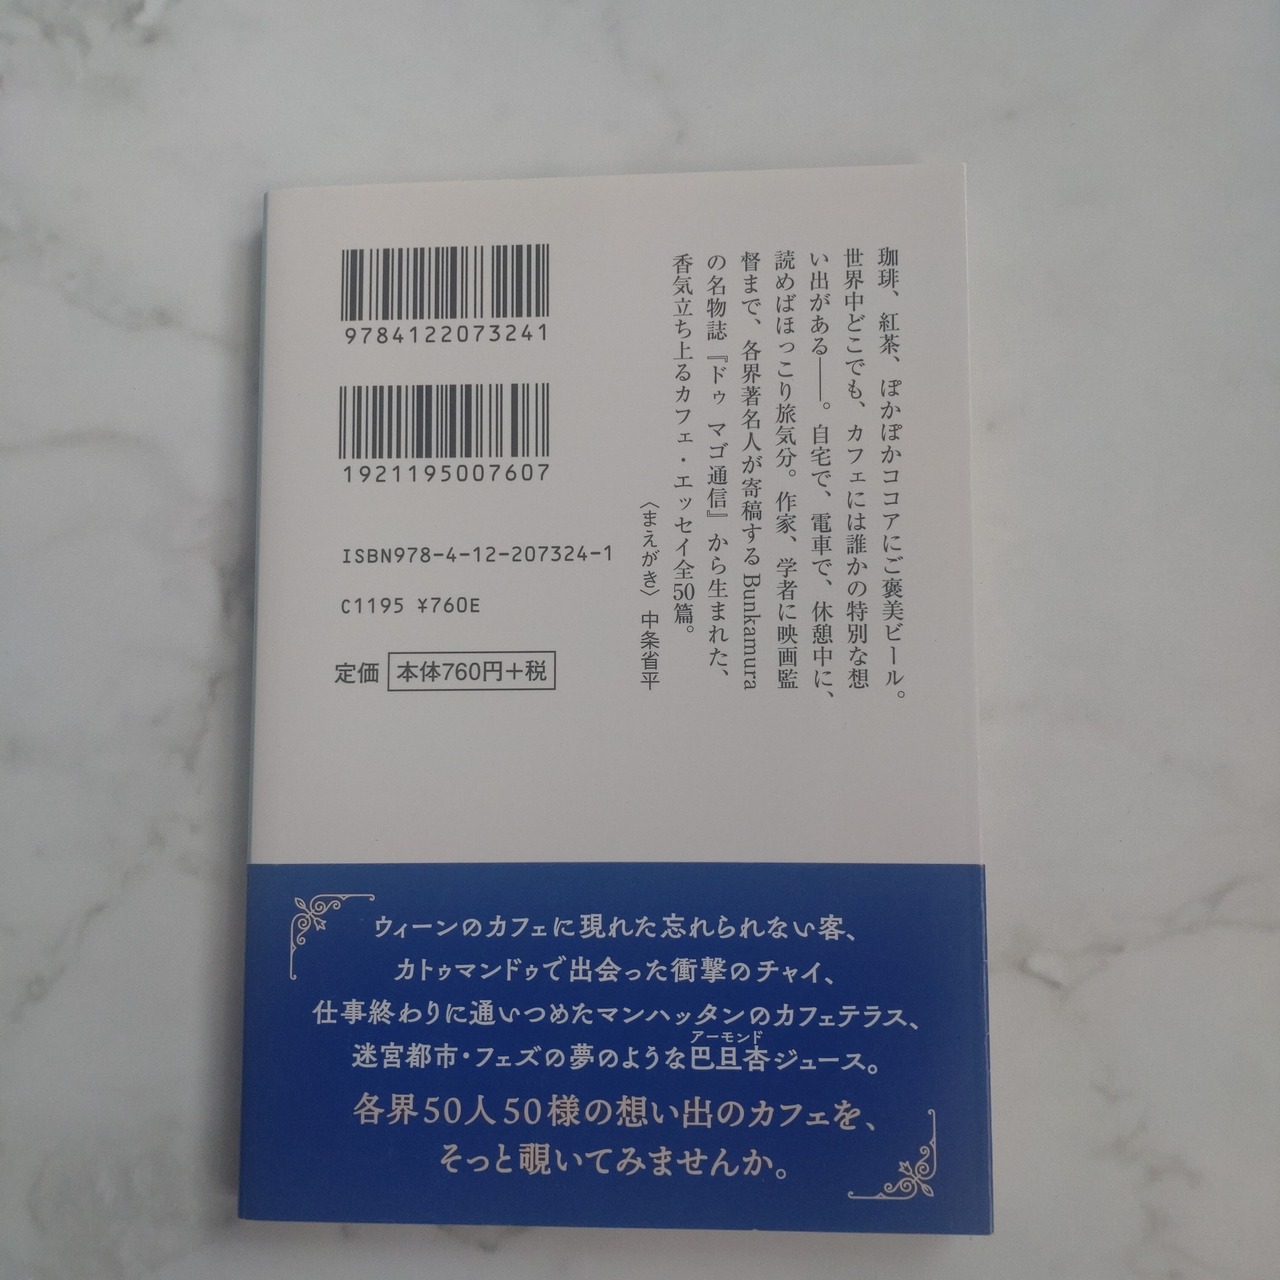 珈琲、紅茶、ぽかぽかココアにご褒美ビール。
世界中どこでも、カフェには誰かの特別な想
い出がある――。自宅で、電車で、休憩中に、
読めばほっこり旅気分。作家、学者に映画監
督まで、各界著名人が寄稿するBunkamura
の名物誌『ドゥ マゴ通信』から生まれた、
香気立ち上るカフェ・エッセイ全50篇。
〈まえがき〉中条省平
9784122073241
1921195007607
ISBN978-4-12-207324-1
C1195 ¥760E
定価 本体760円+税
ウィーンのカフェに現れた忘れられない客、
カトゥマンドゥで出会った衝撃のチャイ、
仕事終わりに通いつめたマンハッタンのカフェテラス、
アーモンド
迷宮都市・フェズの夢のような巴旦杏ジュース。
各界50人50様の想い出のカフェを、
そっと覗いてみませんか。